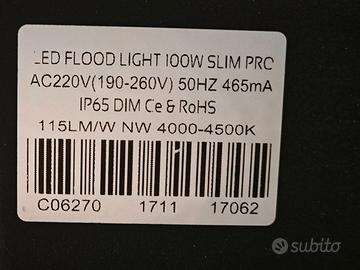 LED FLOOD LIGHT 100W SLIM PRO
AC220V(190-260V) 50HZ 465mA
IP65 DIM Ce & RoHS
115LM/W NW 4000-4500K
C06270 1711 17062
subito